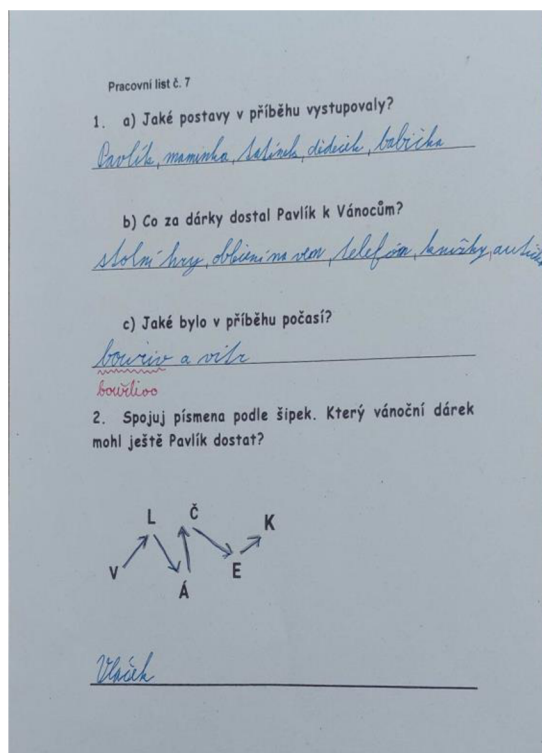 Pracovní list č. 7
1. a) Jaké postavy v příběhu vystupovaly?
Pavlík, maminka, tatínek, dědeček, babička
b) Co za dárky dostal Pavlík k Vánocům?
stolní hry, oblečení na ven, telefon, knížky,
c) Jaké bylo v příběhu počasí?
bouřiv a vítr
bouřlivo
2. Spojuj písmena podle šipek. Který vánoční dárek
mohl ještě Pavlík dostat?
L Č K
V Á E
Vláček